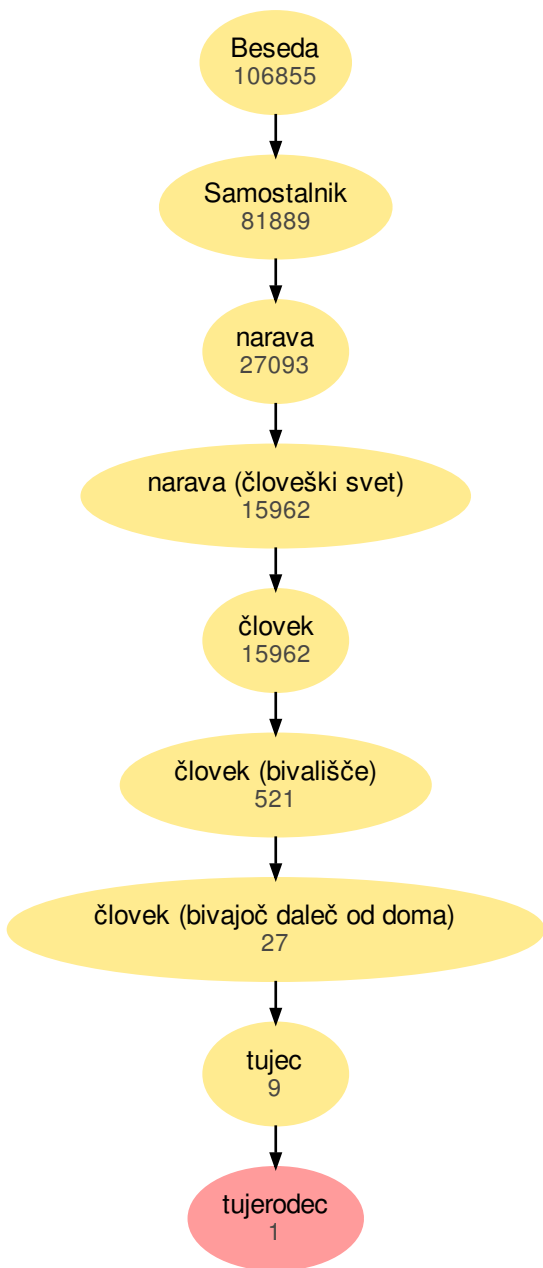 Beseda
106855
Samostalnik
81889
narava
27093
narava (človeški svet)
15962
človek
15962
človek (bivališče)
521
človek (bivajoč daleč od doma)
27
tujec
9
tujerodec
1